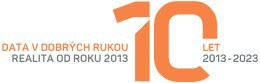 DATA V DOBRÝCH RUKOU 10 LET
REALITA OD ROKU 2013 2013-2023